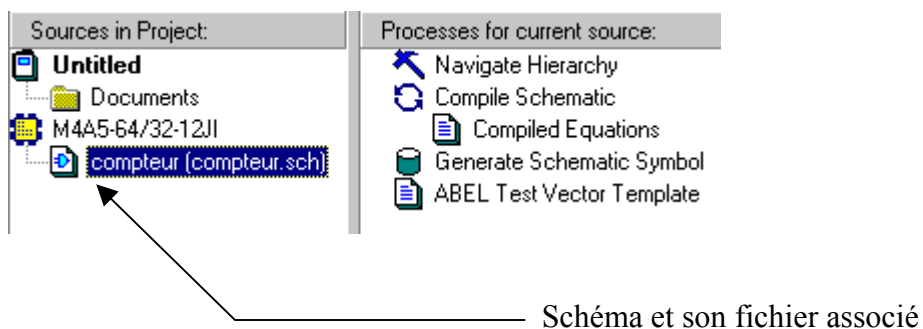 Sources in Project:
Untitled
Documents
M4A5-64/32-12JI
compteur (compteur.sch)
Processes for current source:
Navigate Hierarchy
Compile Schematic
Compiled Equations
Generate Schematic Symbol
ABEL Test Vector Template
Schéma et son fichier associé